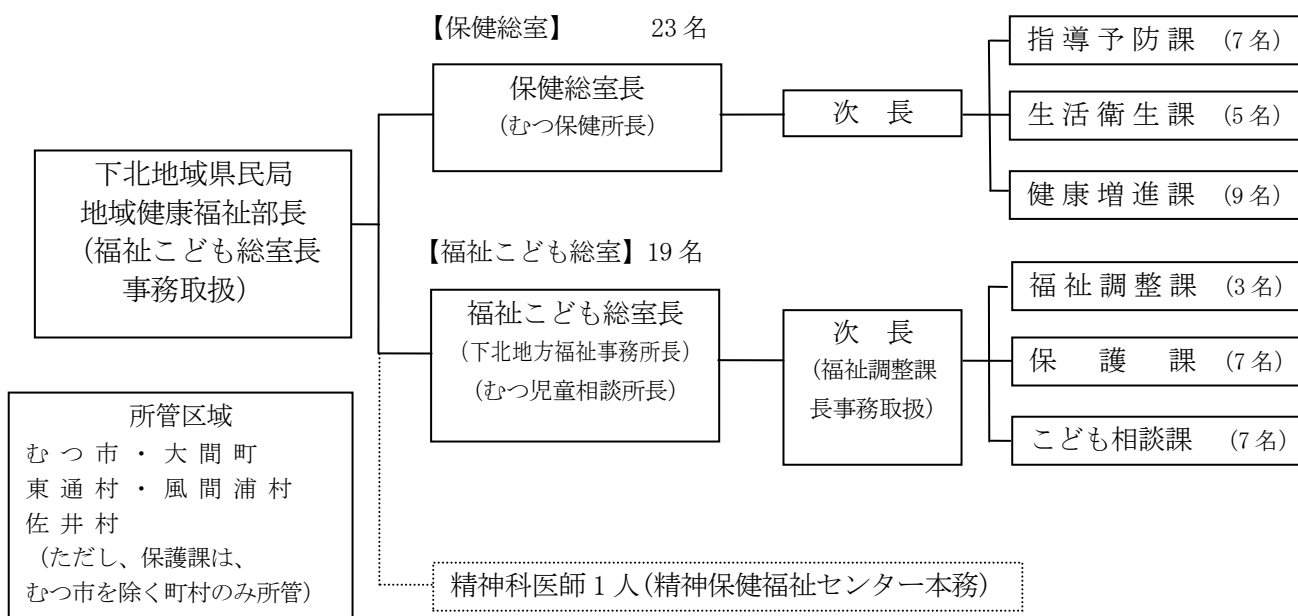 【保健総室】 23名
保健総室長
(むつ保健所長)
次 長
指導予防課 (7名)
生活衛生課 (5名)
健康増進課 (9名)
下北地域県民局
地域健康福祉部長
(福祉こども総室長
事務取扱)
【福祉こども総室】19名
福祉こども総室長
(下北地方福祉事務所長)
(むつ児童相談所長)
次 長
(福祉調整課
長事務取扱)
福祉調整課 (3名)
保 護 課 (7名)
こども相談課 (7名)
所管区域
むつ市・大間町
東通村・風間浦村
佐井村
(ただし、保護課は、
むつ市を除く町村のみ所管)
精神科医師1人(精神保健福祉センター本務)